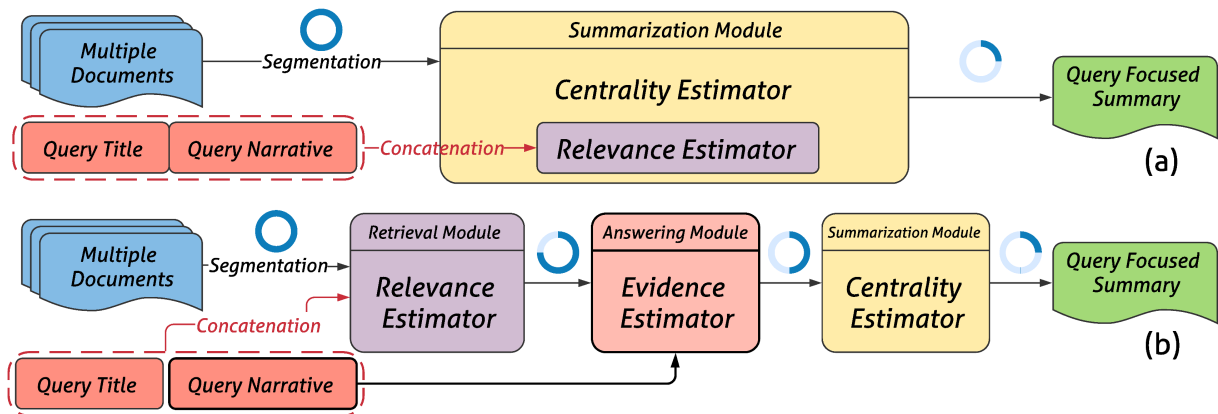 Multiple
Documents
Segmentation
Summarization Module
Centrality Estimator
Query Focused
Summary
Query Title
Query Narrative
Concatenation
Relevance Estimator
(a)
Multiple
Documents
Segmentation
Retrieval Module
Relevance
Estimator
Answering Module
Evidence
Estimator
Summarization Module
Centrality
Estimator
Query Focused
Summary
Concatenation
Query Title
Query Narrative
(b)